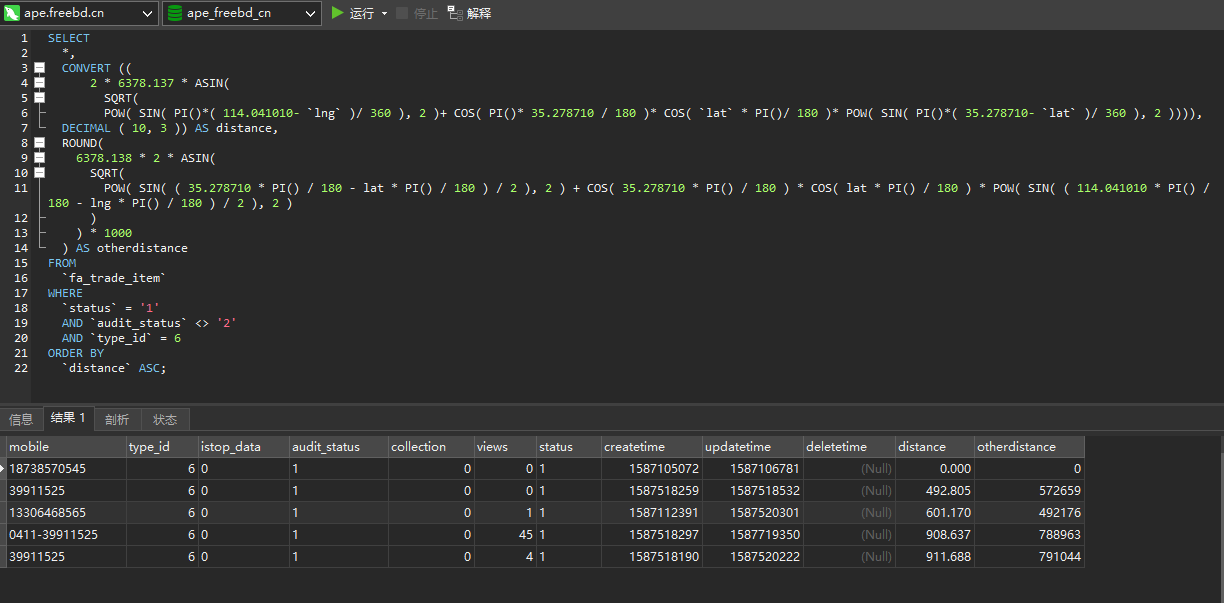 ape.freebd.cn ape_freebd_cn 运行 停止 解释
1 SELECT
2 *,
3 CONVERT ((
4 2 * 6378.137 * ASIN(
5 SQRT(
6 POW( SIN( PI()*( 114.041010- `lng` )/ 360 ), 2 )+ COS( PI()* 35.278710 / 180 )* COS( `lat` * PI()/ 180 )* POW( SIN( PI()*( 35.278710- `lat` )/ 360 ), 2 )))),
7 DECIMAL ( 10, 3 )) AS distance,
8 ROUND(
9 6378.138 * 2 * ASIN(
10 SQRT(
11 POW( SIN( ( 35.278710 * PI() / 180 - lat * PI() / 180 ) / 2 ), 2 ) + COS( 35.278710 * PI() / 180 ) * COS( lat * PI() / 180 ) * POW( SIN( ( 114.041010 * PI() /
180 - lng * PI() / 180 ) / 2 ), 2 )
12 )
13 ) * 1000
14 ) AS otherdistance
15 FROM
16 `fa_trade_item`
17 WHERE
18 `status` = '1'
19 AND `audit_status` <> '2'
20 AND `type_id` = 6
21 ORDER BY
22 `distance` ASC;
信息 结果 1 剖析 状态
mobile type_id istop_data audit_status collection views status createtime updatetime deletetime distance otherdistance
18738570545 6 0 1 0 0 1 1587105072 1587106781 (Null) 0.000 0
39911525 6 0 1 0 0 1 1587518259 1587518532 (Null) 492.805 572659
13306468565 6 0 1 0 1 1 1587112391 1587520301 (Null) 601.170 492176
0411-39911525 6 0 1 0 45 1 1587518297 1587719350 (Null) 908.637 788963
39911525 6 0 1 0 4 1 1587518190 1587520222 (Null) 911.688 791044